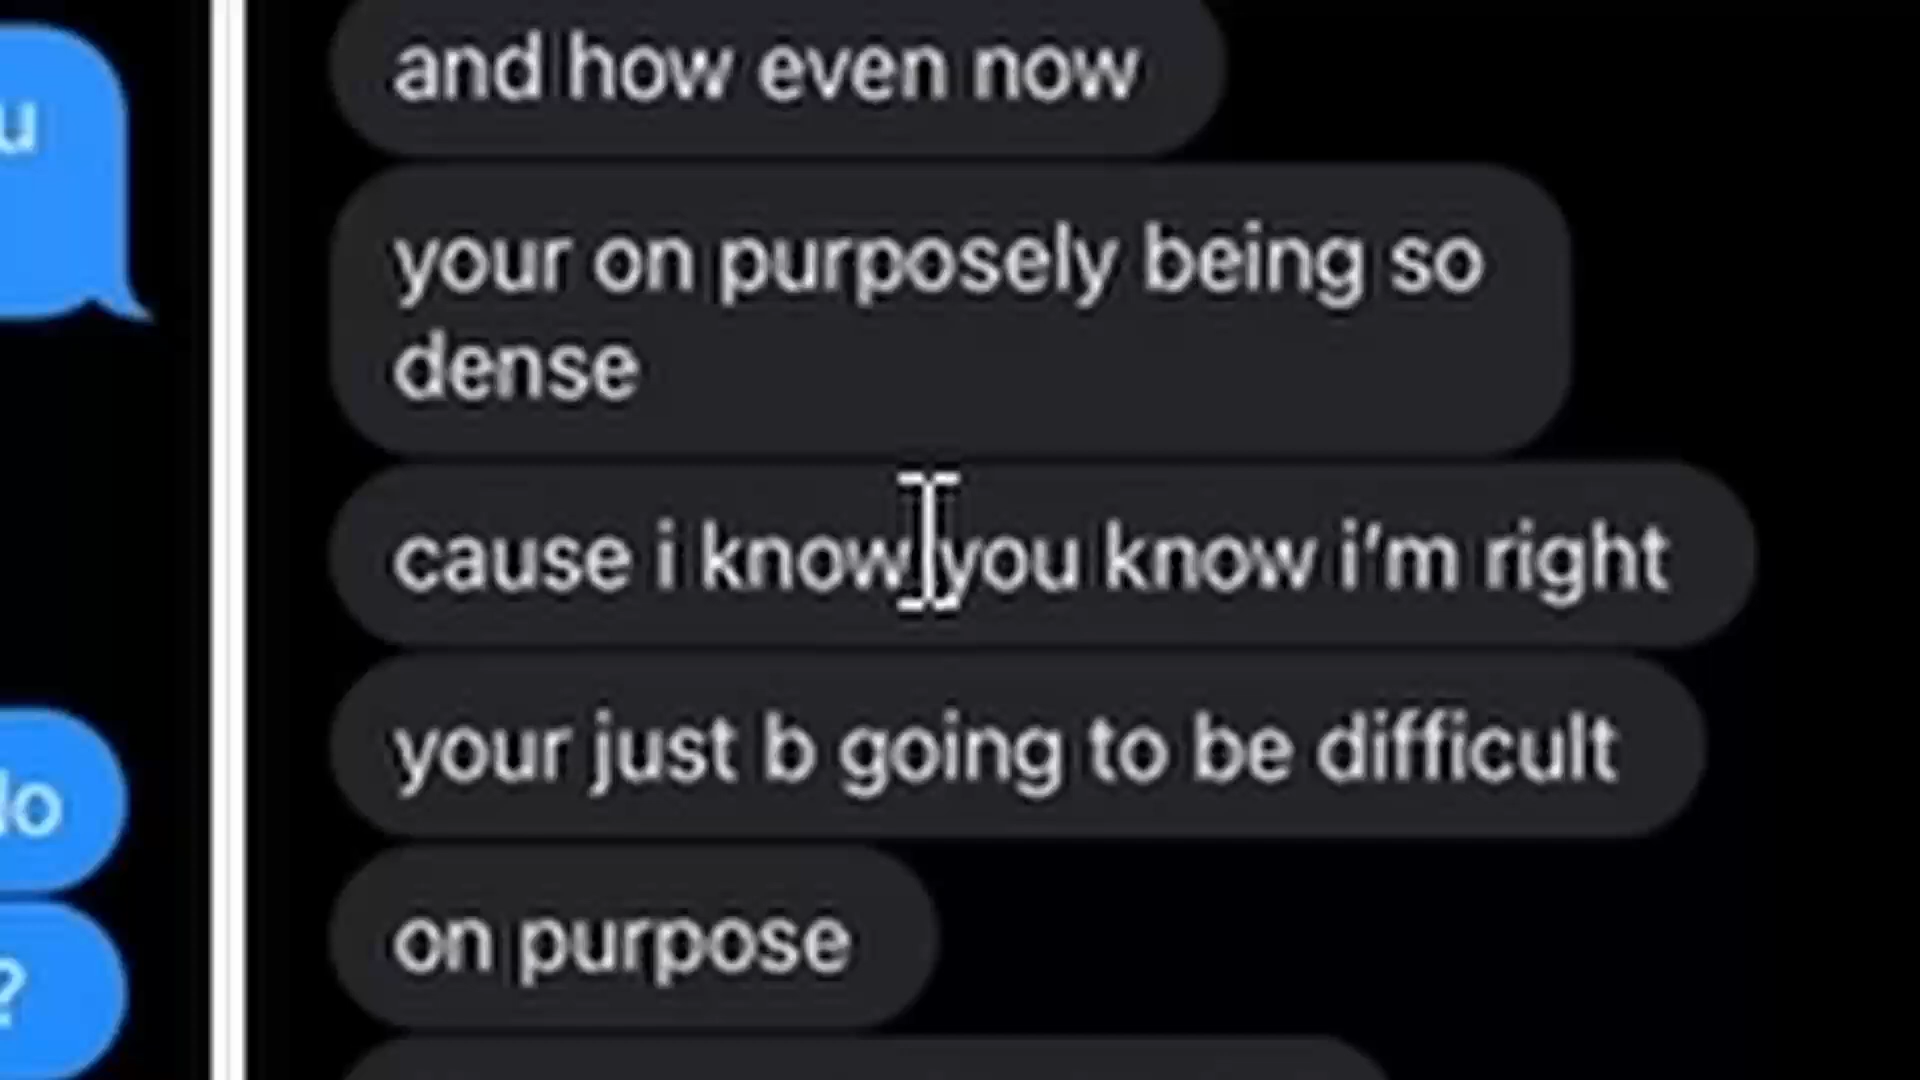 u
and how even now
your on purposely being so
dense
cause i know you know i'm right
your just b going to be difficult
lo
on purpose
?